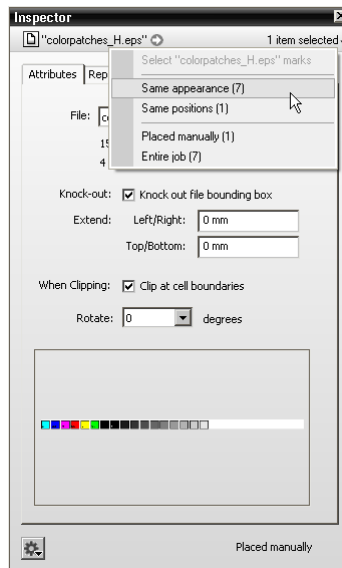 Inspector
"colorpatches_H.eps" 1 item selected
Select "colorpatches_H.eps" marks
Attributes Rep
Same appearance (7)
Same positions (1)
File:
Placed manually (1)
Entire job (7)
Knock-out: Knock out file bounding box
Extend: Left/Right: 0 mm
Top/Bottom: 0 mm
When Clipping: Clip at cell boundaries
Rotate: 0 degrees
Placed manually